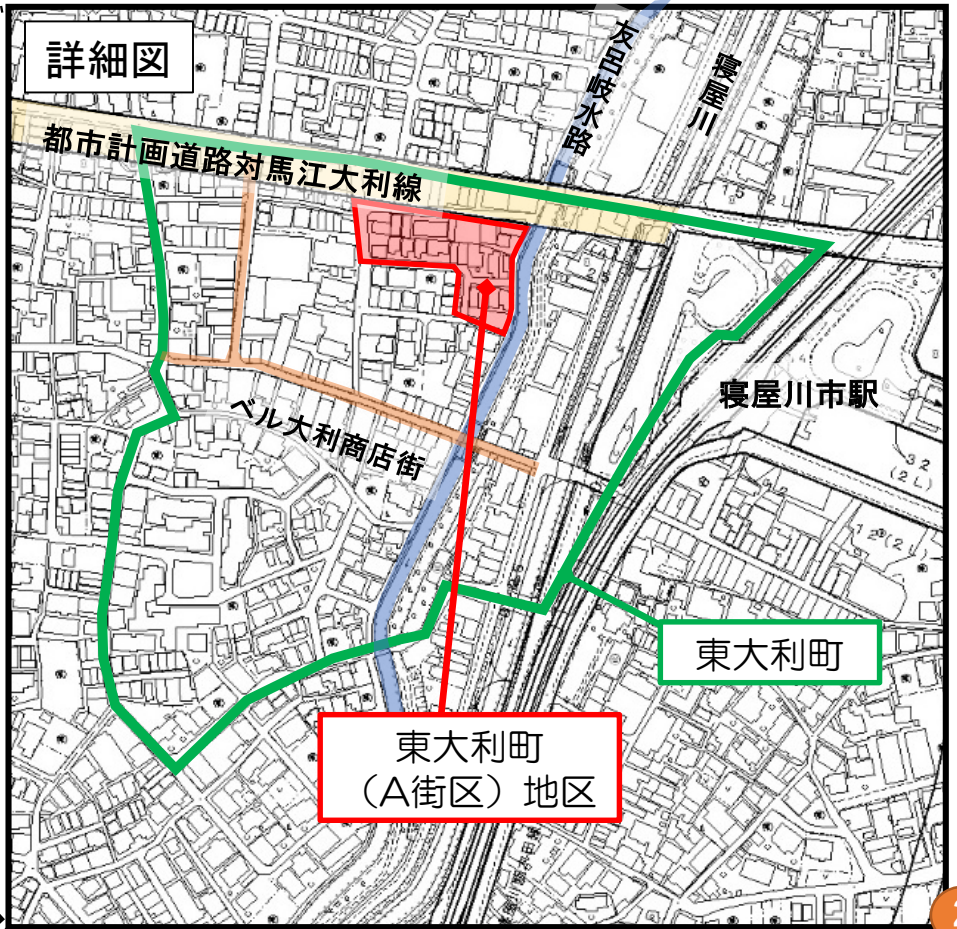 詳細図
友呂岐水路
寝屋川
都市計画道路対馬江大利線
寝屋川市駅
ベル大利商店街
32
(2L)
東大利町
東大利町
（A街区）地区